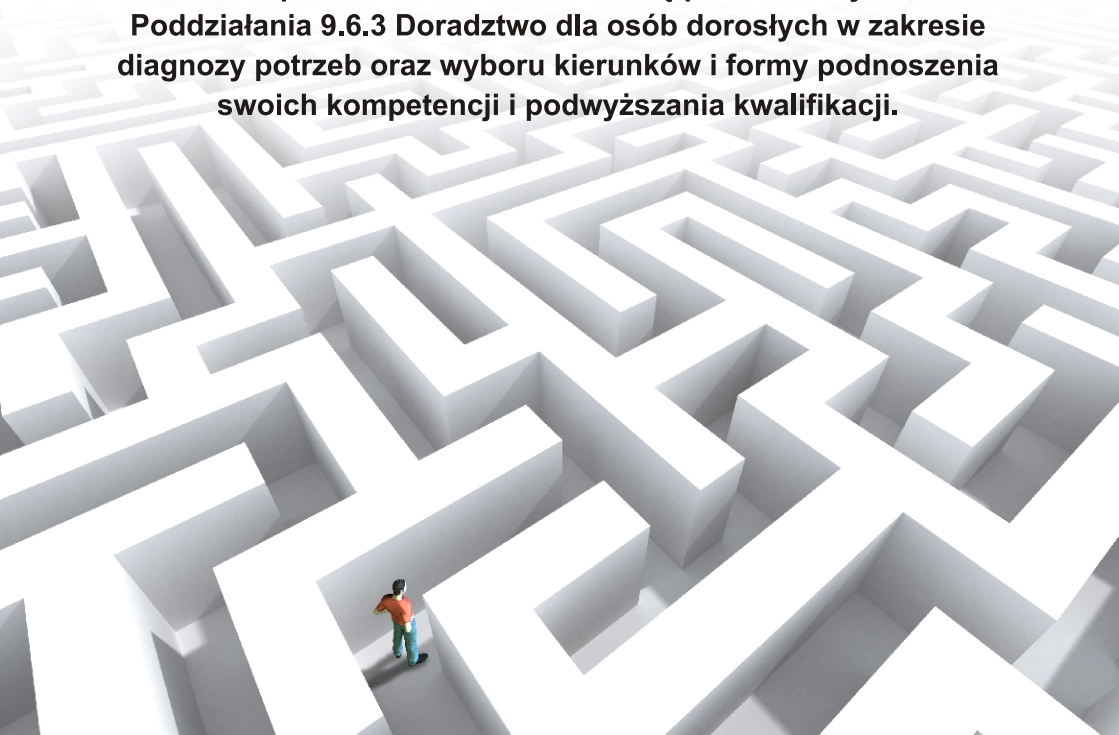 Poddziałania 9.6.3 Doradztwo dla osób dorosłych w zakresie
diagnozy potrzeb oraz wyboru kierunków i formy podnoszenia
swoich kompetencji i podwyższania kwalifikacji.